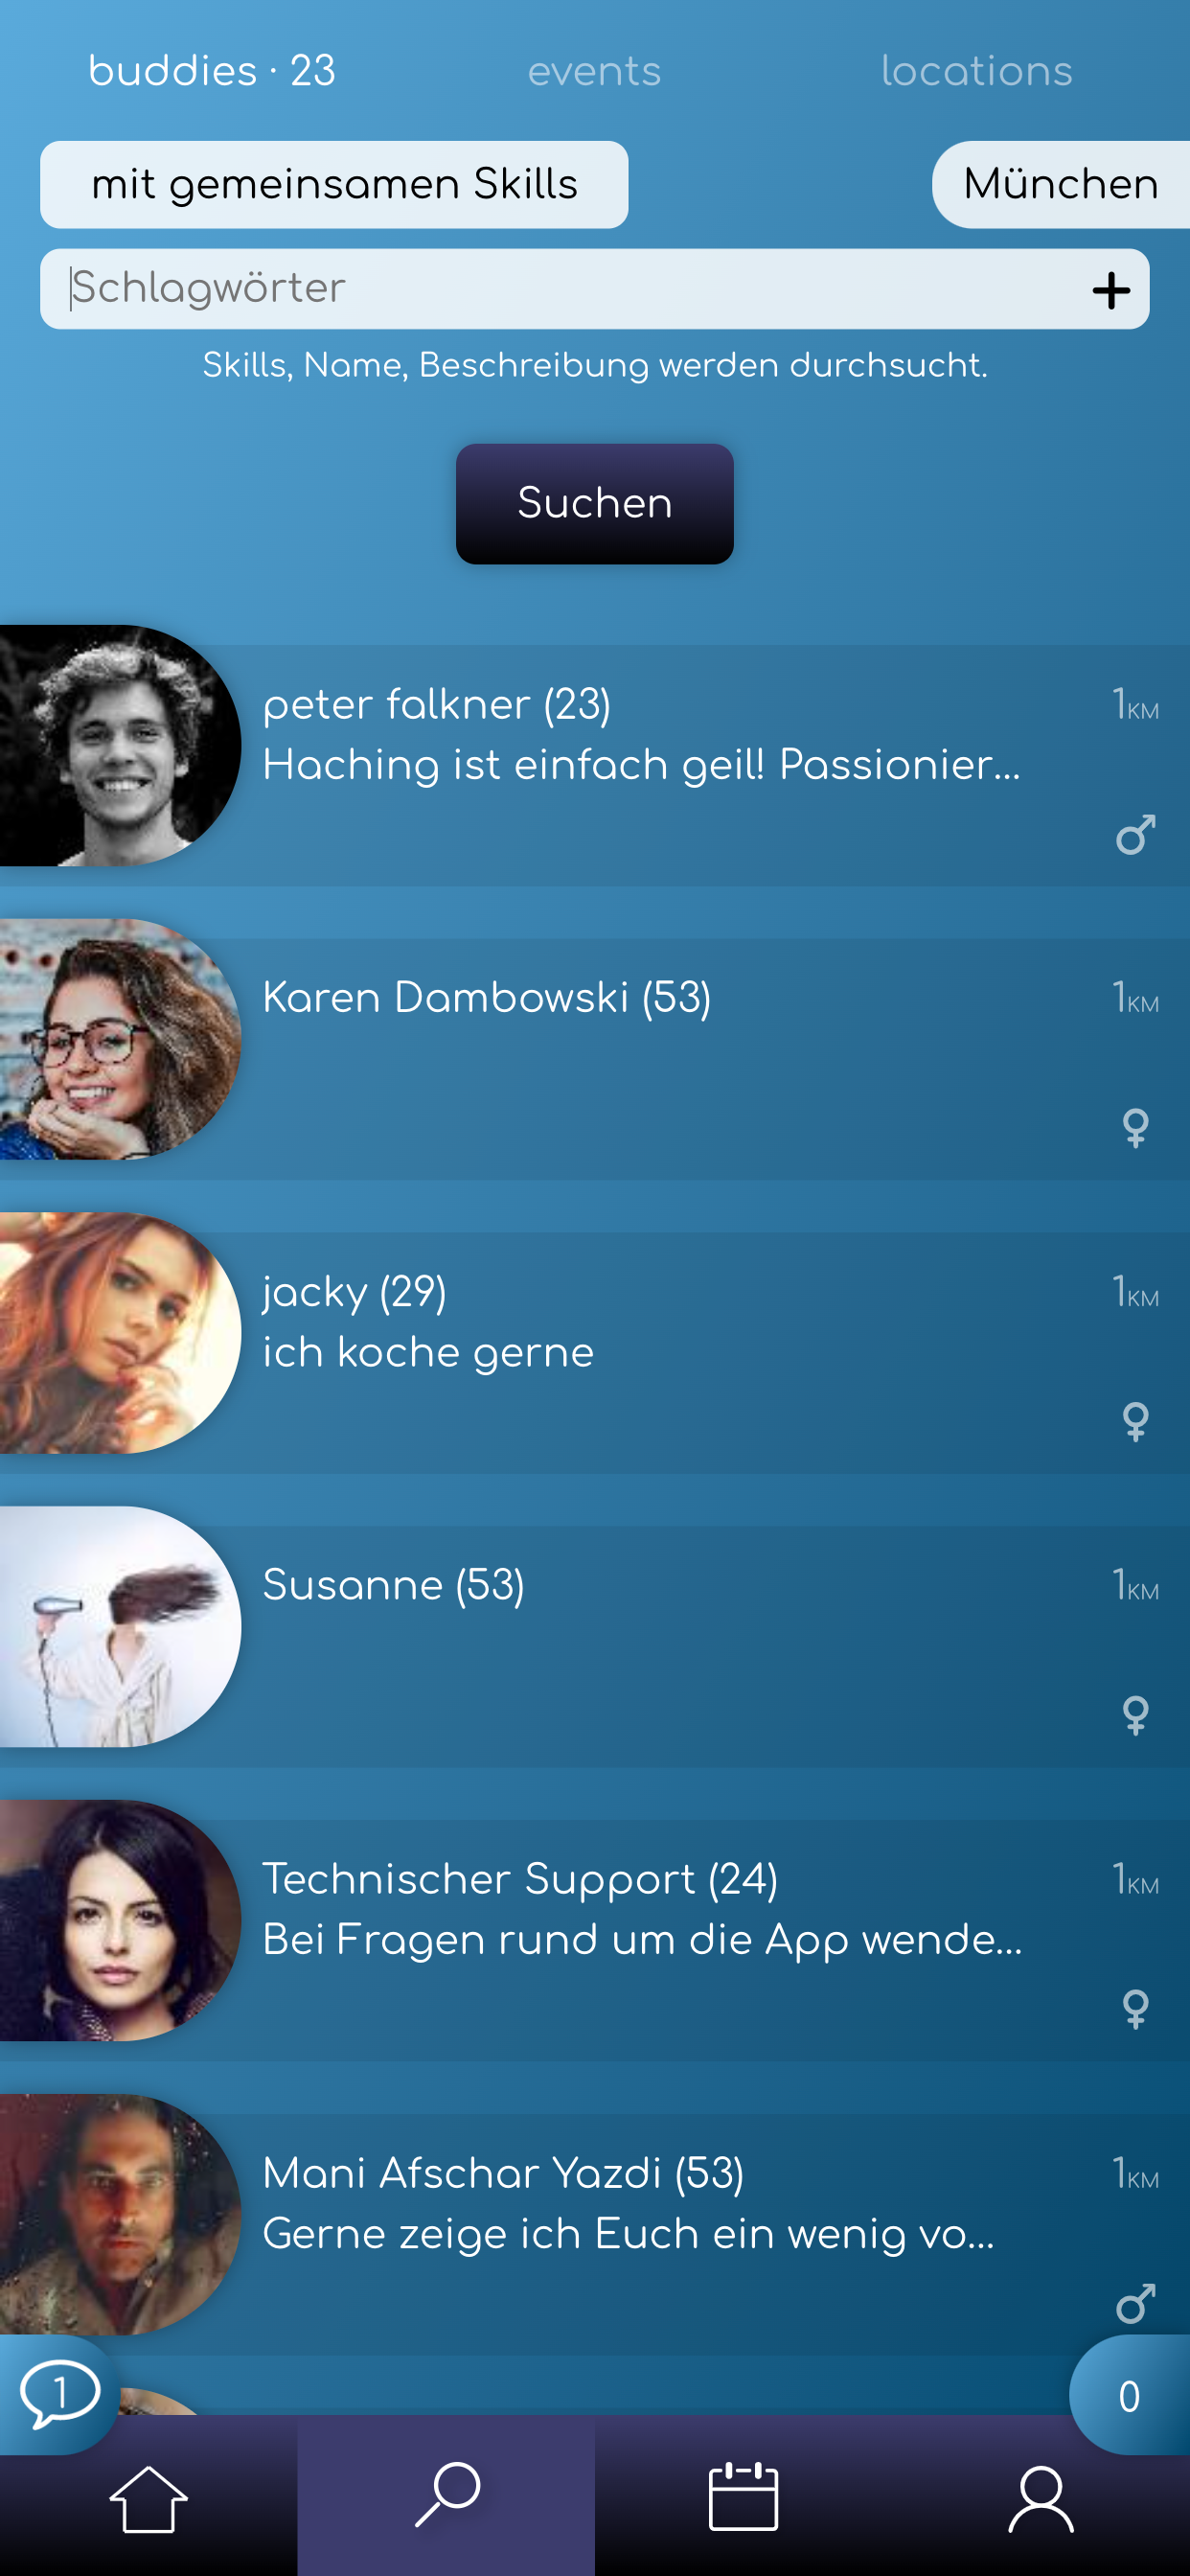 buddies · 23
events
locations
mit gemeinsamen Skills
München
Schlagwörter
Skills, Name, Beschreibung werden durchsucht.
Suchen
peter falkner (23)
1KM
Haching ist einfach geil! Passionier...
Karen Dambowski (53)
1KM
jacky (29)
1KM
ich koche gerne
Susanne (53)
1KM
Technischer Support (24)
1KM
Bei Fragen rund um die App wende...
Mani Afschar Yazdi (53)
1KM
Gerne zeige ich Euch ein wenig vo...
1
0